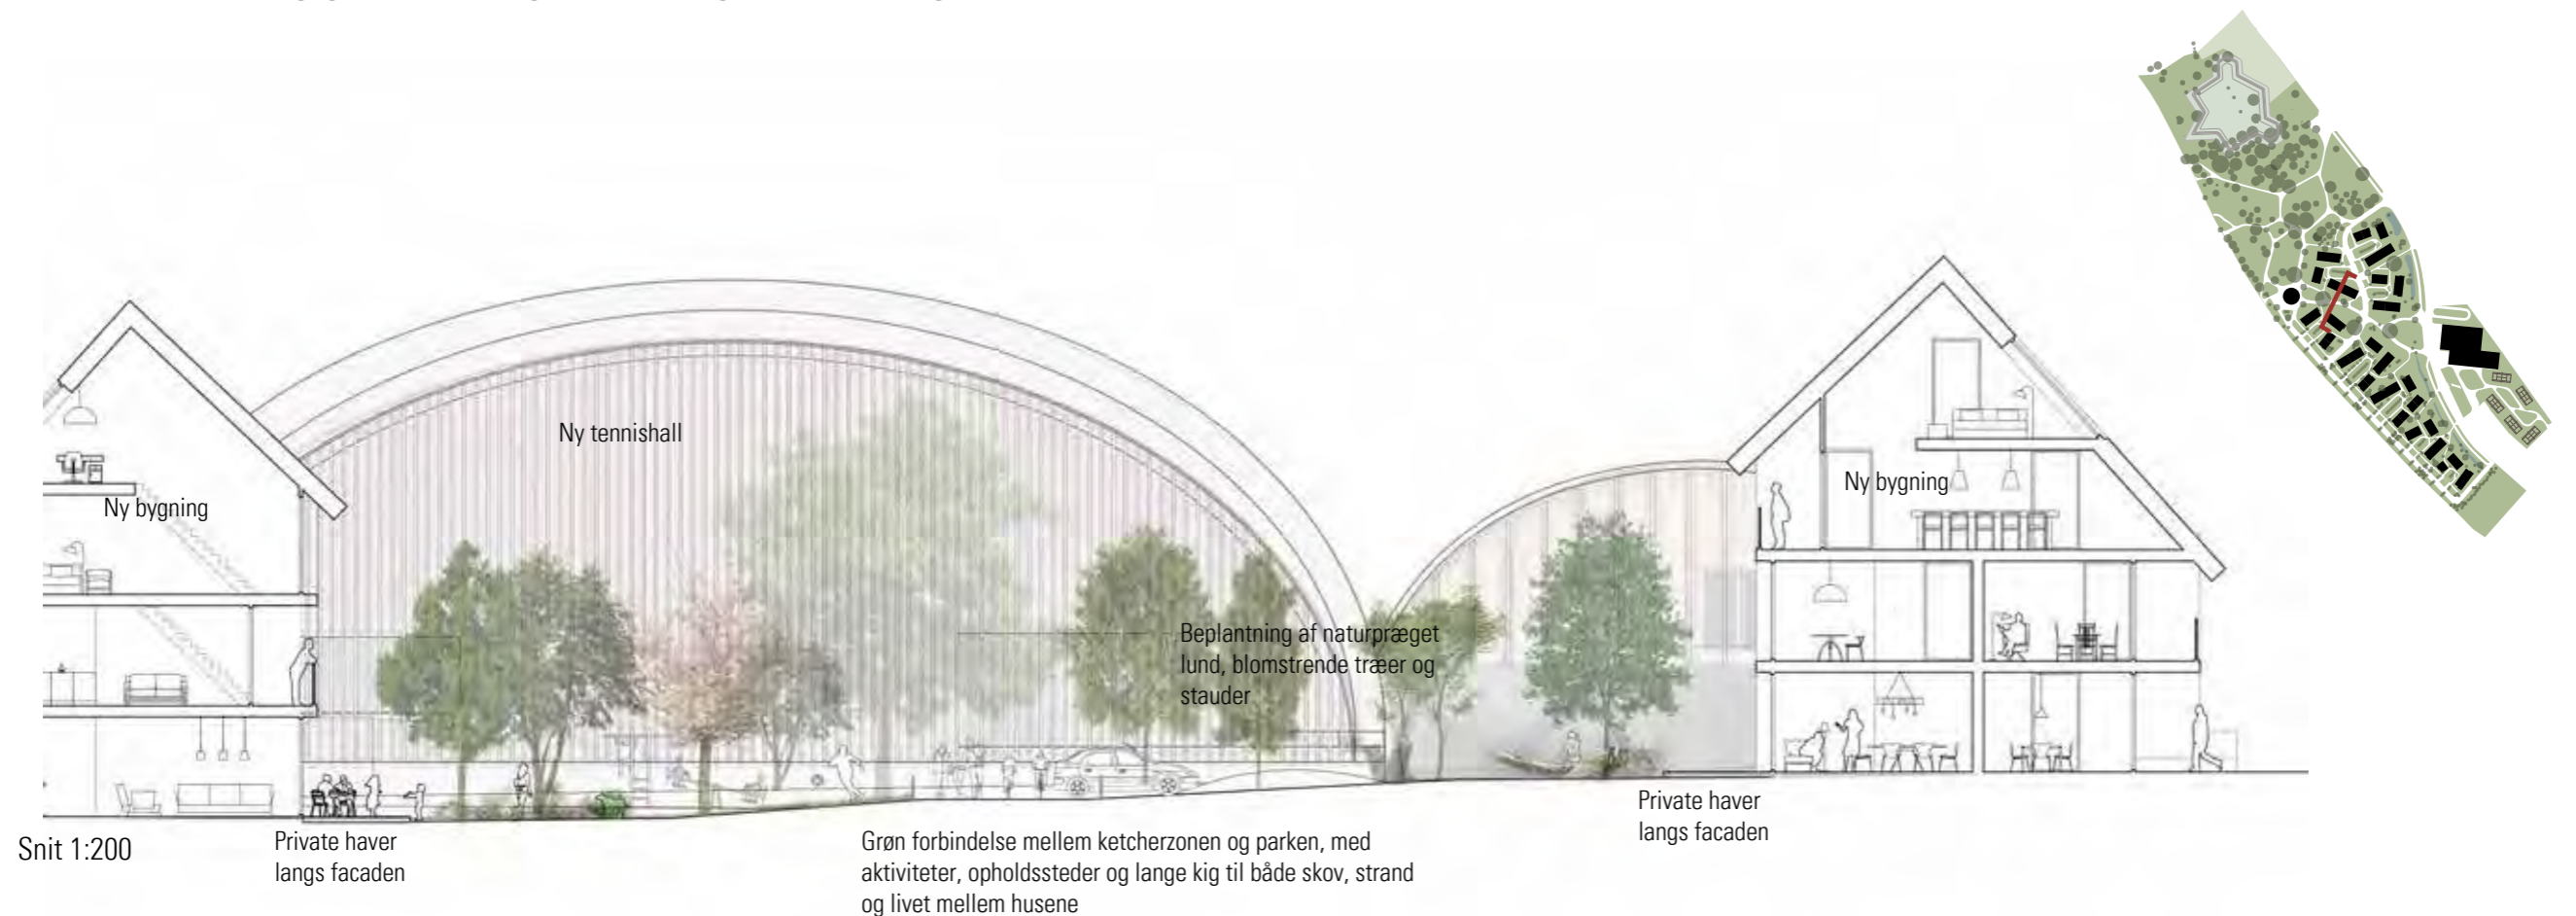 Ny tennishall
Ny bygning
Ny bygning
Beplantning af naturpræget
lund, blomstrende træer og
stauder
Private haver
langs facaden
Snit 1:200
Private haver
langs facaden
Grøn forbindelse mellem ketcherzonen og parken, med
aktiviteter, opholdssteder og lange kig til både skov, strand
og livet mellem husene